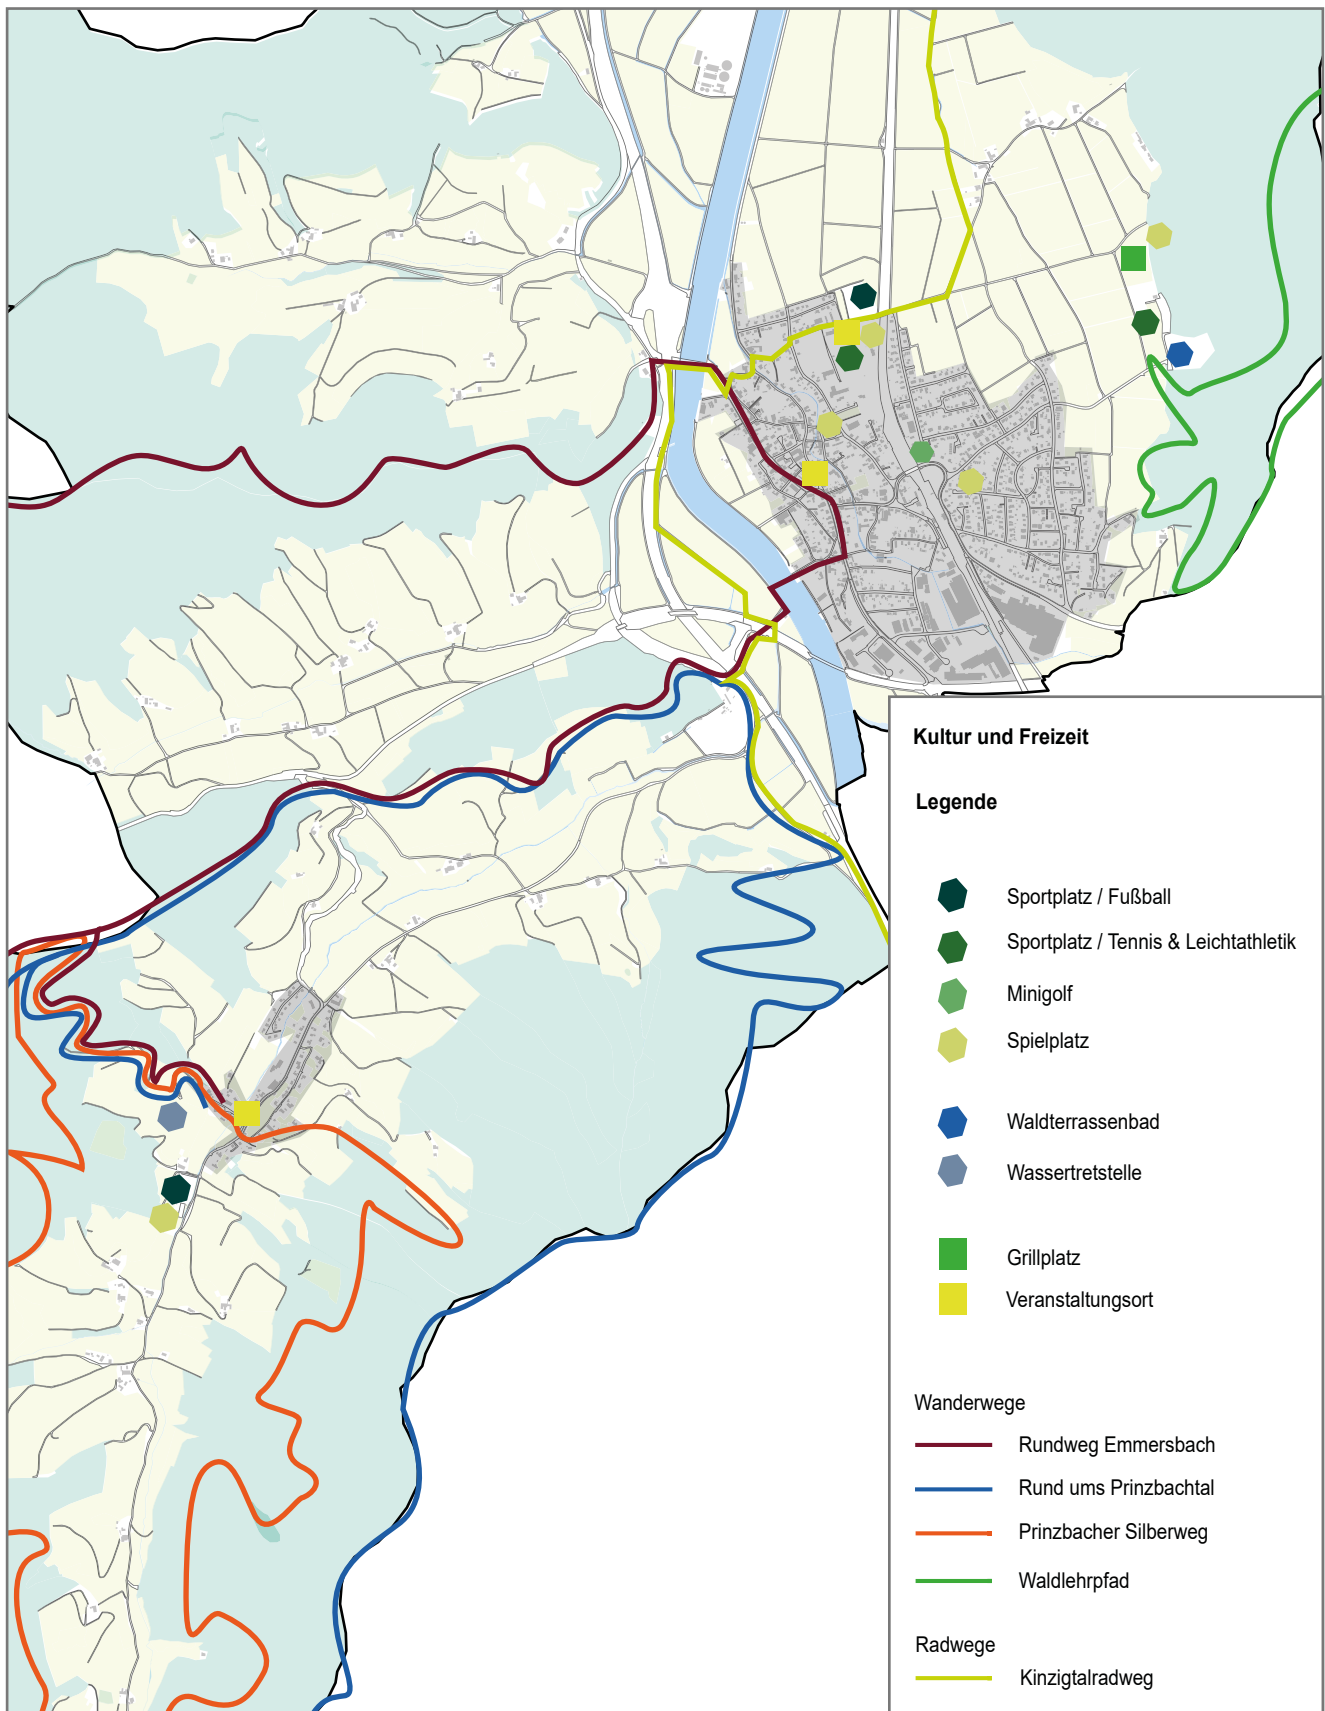 Kultur und Freizeit
Legende
Sportplatz / Fußball
Sportplatz / Tennis & Leichtathletik
Minigolf
Spielplatz
Waldterrassenbad
Wassertretstelle
Grillplatz
Veranstaltungsort
Wanderwege
Rundweg Emmersbach
Rund ums Prinzbachtal
Prinzbacher Silberweg
Waldlehrpfad
Radwege
Kinzigtalradweg